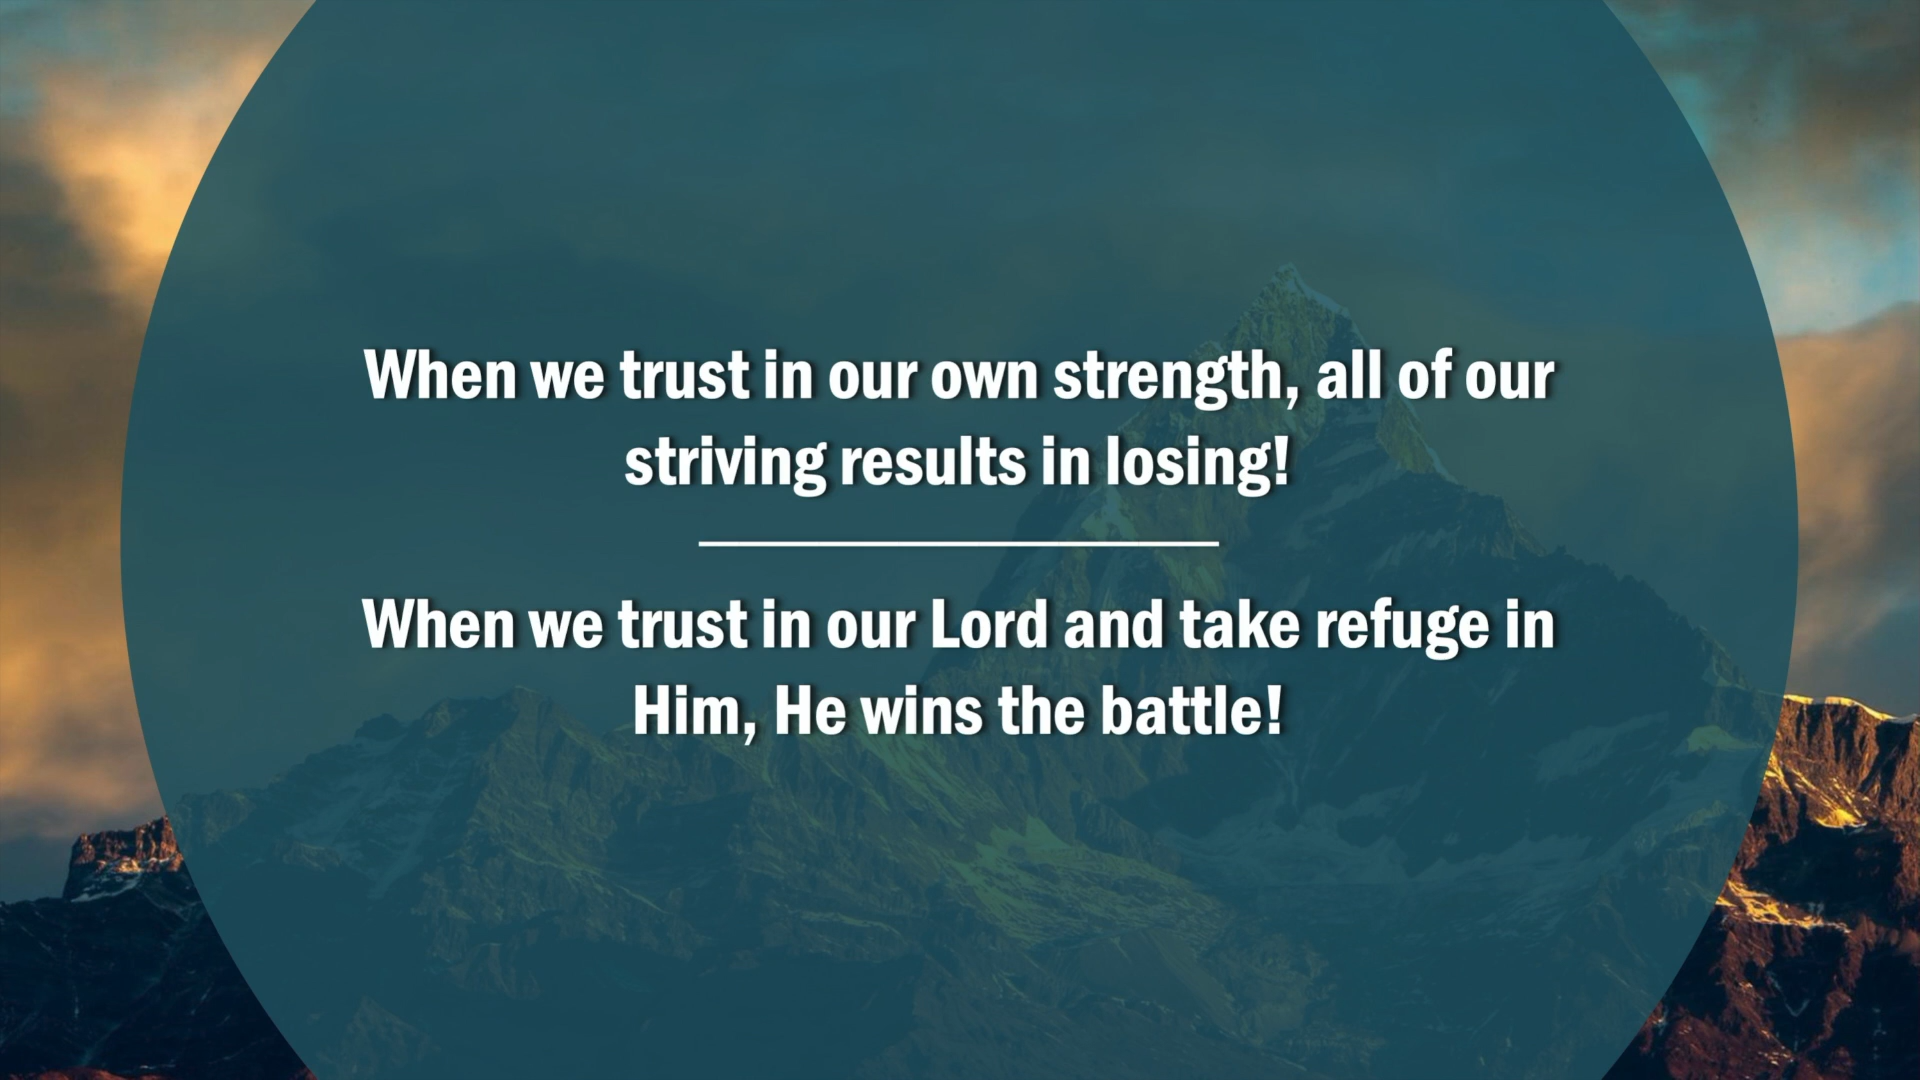 When we trust in our own strength, all of our
striving results in losing!
When we trust in our Lord and take refuge in
Him, He wins the battle!